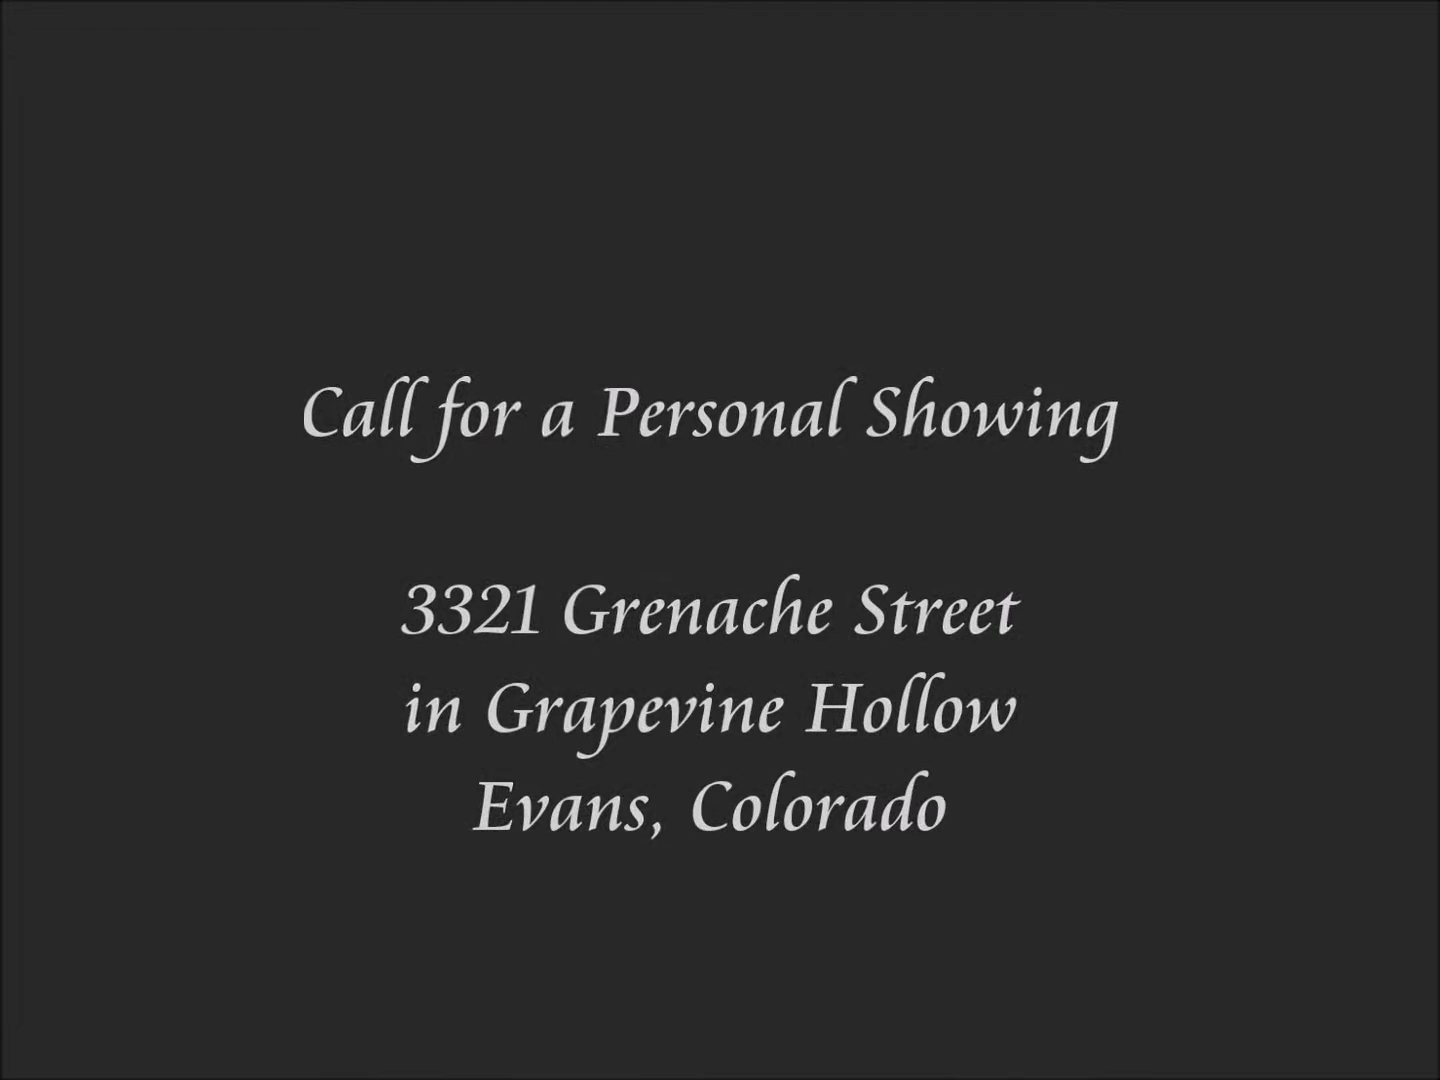 Call for a Personal Showing
3321 Grenache Street
in Grapevine Hollow
Evans, Colorado